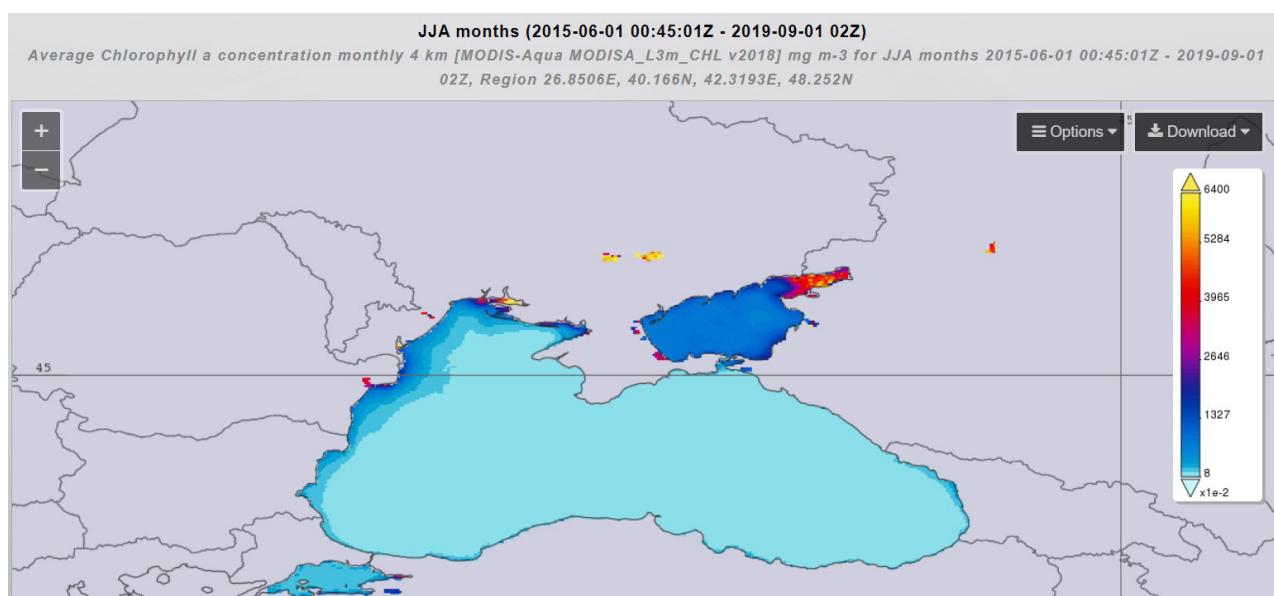 JJA months (2015-06-01 00:45:01Z - 2019-09-01 02Z)
Average Chlorophyll a concentration monthly 4 km [MODIS-Aqua MODISA_L3m_CHL v2018] mg m-3 for JJA months 2015-06-01 00:45:01Z - 2019-09-01
02Z, Region 26.8506E, 40.166N, 42.3193E, 48.252N
+
−
Options
Download
45
6400
5284
3965
2646
1327
8
x1e-2
45